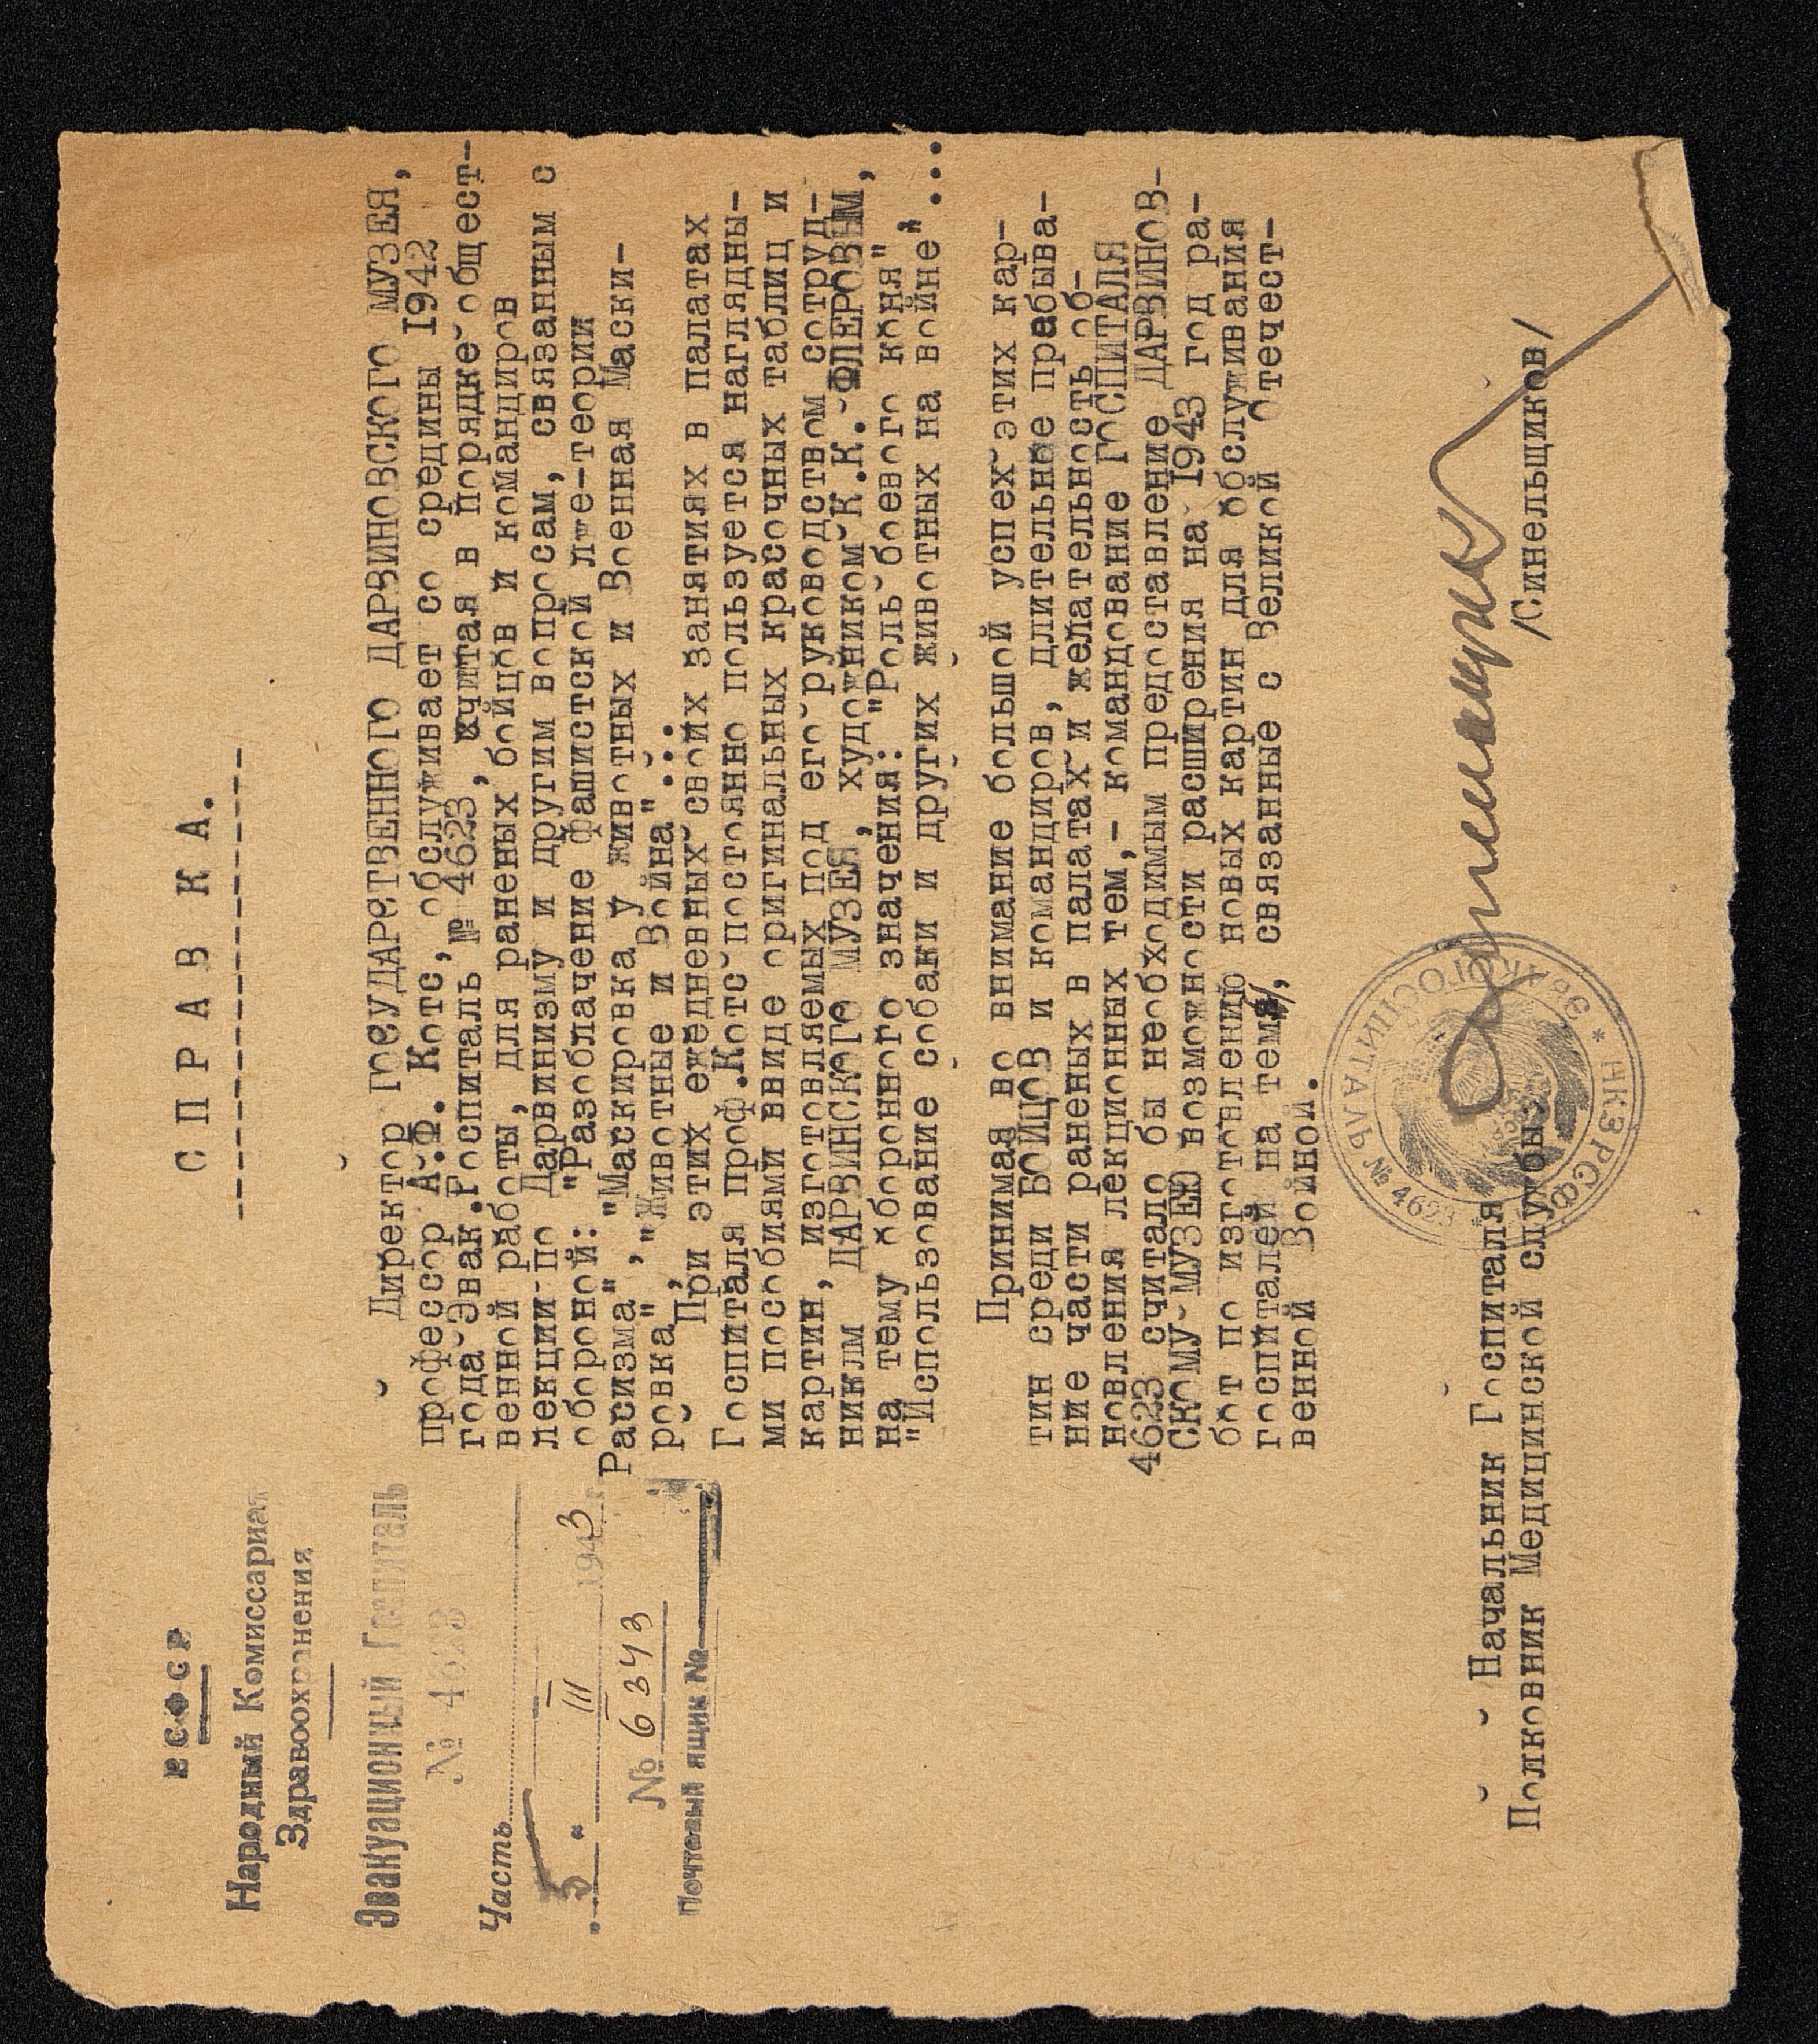 РСФСР
Народный Комиссариат
Здравоохранения
Эвакуационный Госпиталь
№ 4623
Часть
"5." III 1943 г.
№ 6343
Почтовый ящик №
С П Р А В К А.
Директор ГОСУДАРСТВЕННОГО ДАРВИНОВСКОГО МУЗЕЯ,
профессор А.Ф. Котс, обслуживает со средины 1942
года Эвак.Госпиталь № 4623, читая в порядке общест-
венной работы, для раненых бойцов и командиров
лекции по Дарвинизму и другим вопросам, связанным с
обороной: "Разоблачение фашистской лже-теории
Расизма", "Маскировка у животных и Военная Маски-
ровка", "Животные и Война"...
При этих ежедневных своих занятиях в палатах
Госпиталя проф.Котс постоянно пользуется наглядны-
ми пособиями ввиде оригинальных красочных таблиц и
картин, изготовляемых под его руководством сотруд-
никлм ДАРВИНСКОГО МУЗЕЯ, художником К.К. ФЛЕРОВЫМ,
на тему оборонного значения: "Роль боевого коня",
"Использование собаки и других животных на войне"...
Принимая во внимание большой успех этих кар-
тин среди БОЙЦОВ и командиров, длительное прабыва-
ние части раненых в палатах и желательность об-
новления лекционных тем,- командование ГОСПИТАЛЯ
4623 считало бы необходимым предоставление ДАРВИНОВ-
СКОМУ МУЗЕЮ возможности расширения на 1943 год ра-
бот по изготовлению новых картин для обслуживания
госпиталей на темы, связанные с Великой Отечест-
венной Войной.
Начальник Госпиталя
Полковник Медицинской службы
/Синельщиков/
НКЗ РСФСР * ЭВАКОГОСПИТАЛЬ № 4623 *